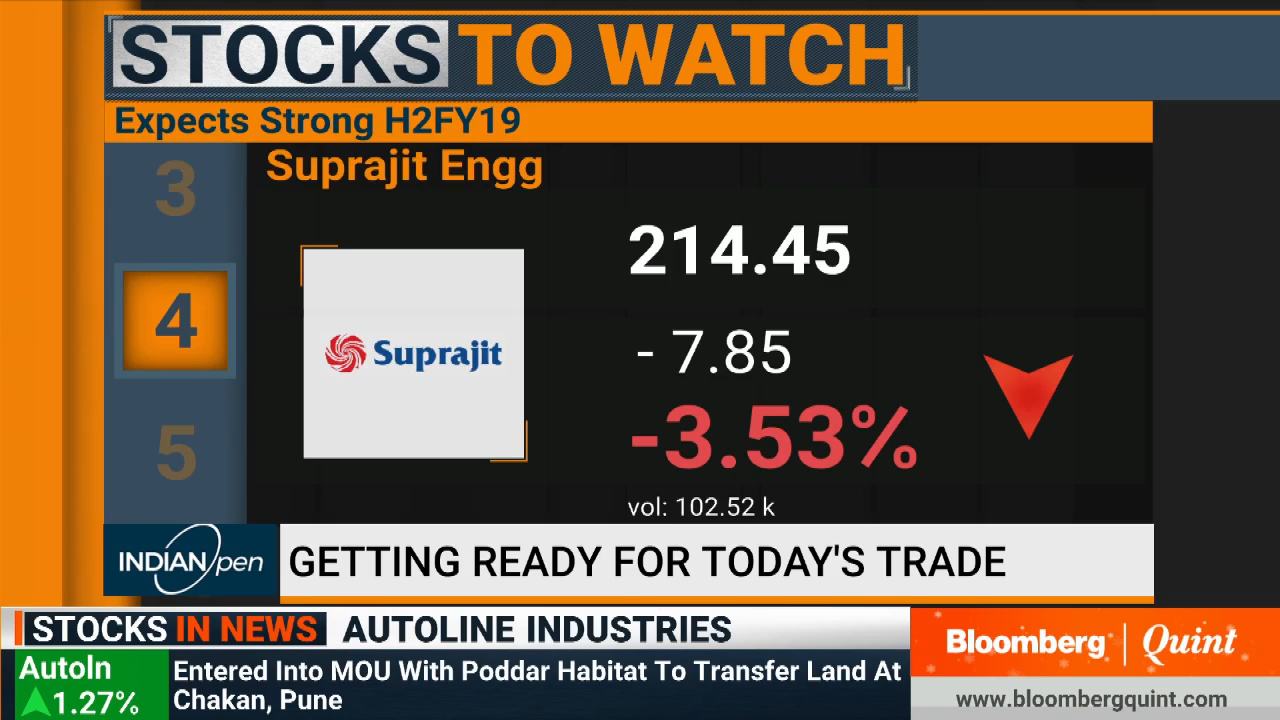 STOCKS TO WATCH
Expects Strong H2FY19
Suprajit Engg
3
4
5
Suprajit
214.45
- 7.85
-3.53%
vol: 102.52 k
INDIAN Open
GETTING READY FOR TODAY'S TRADE
STOCKS IN NEWS
AUTOLINE INDUSTRIES
AutoIn
1.27%
Entered Into MOU With Poddar Habitat To Transfer Land At
Chakan, Pune
Bloomberg | Quint
www.bloombergquint.com